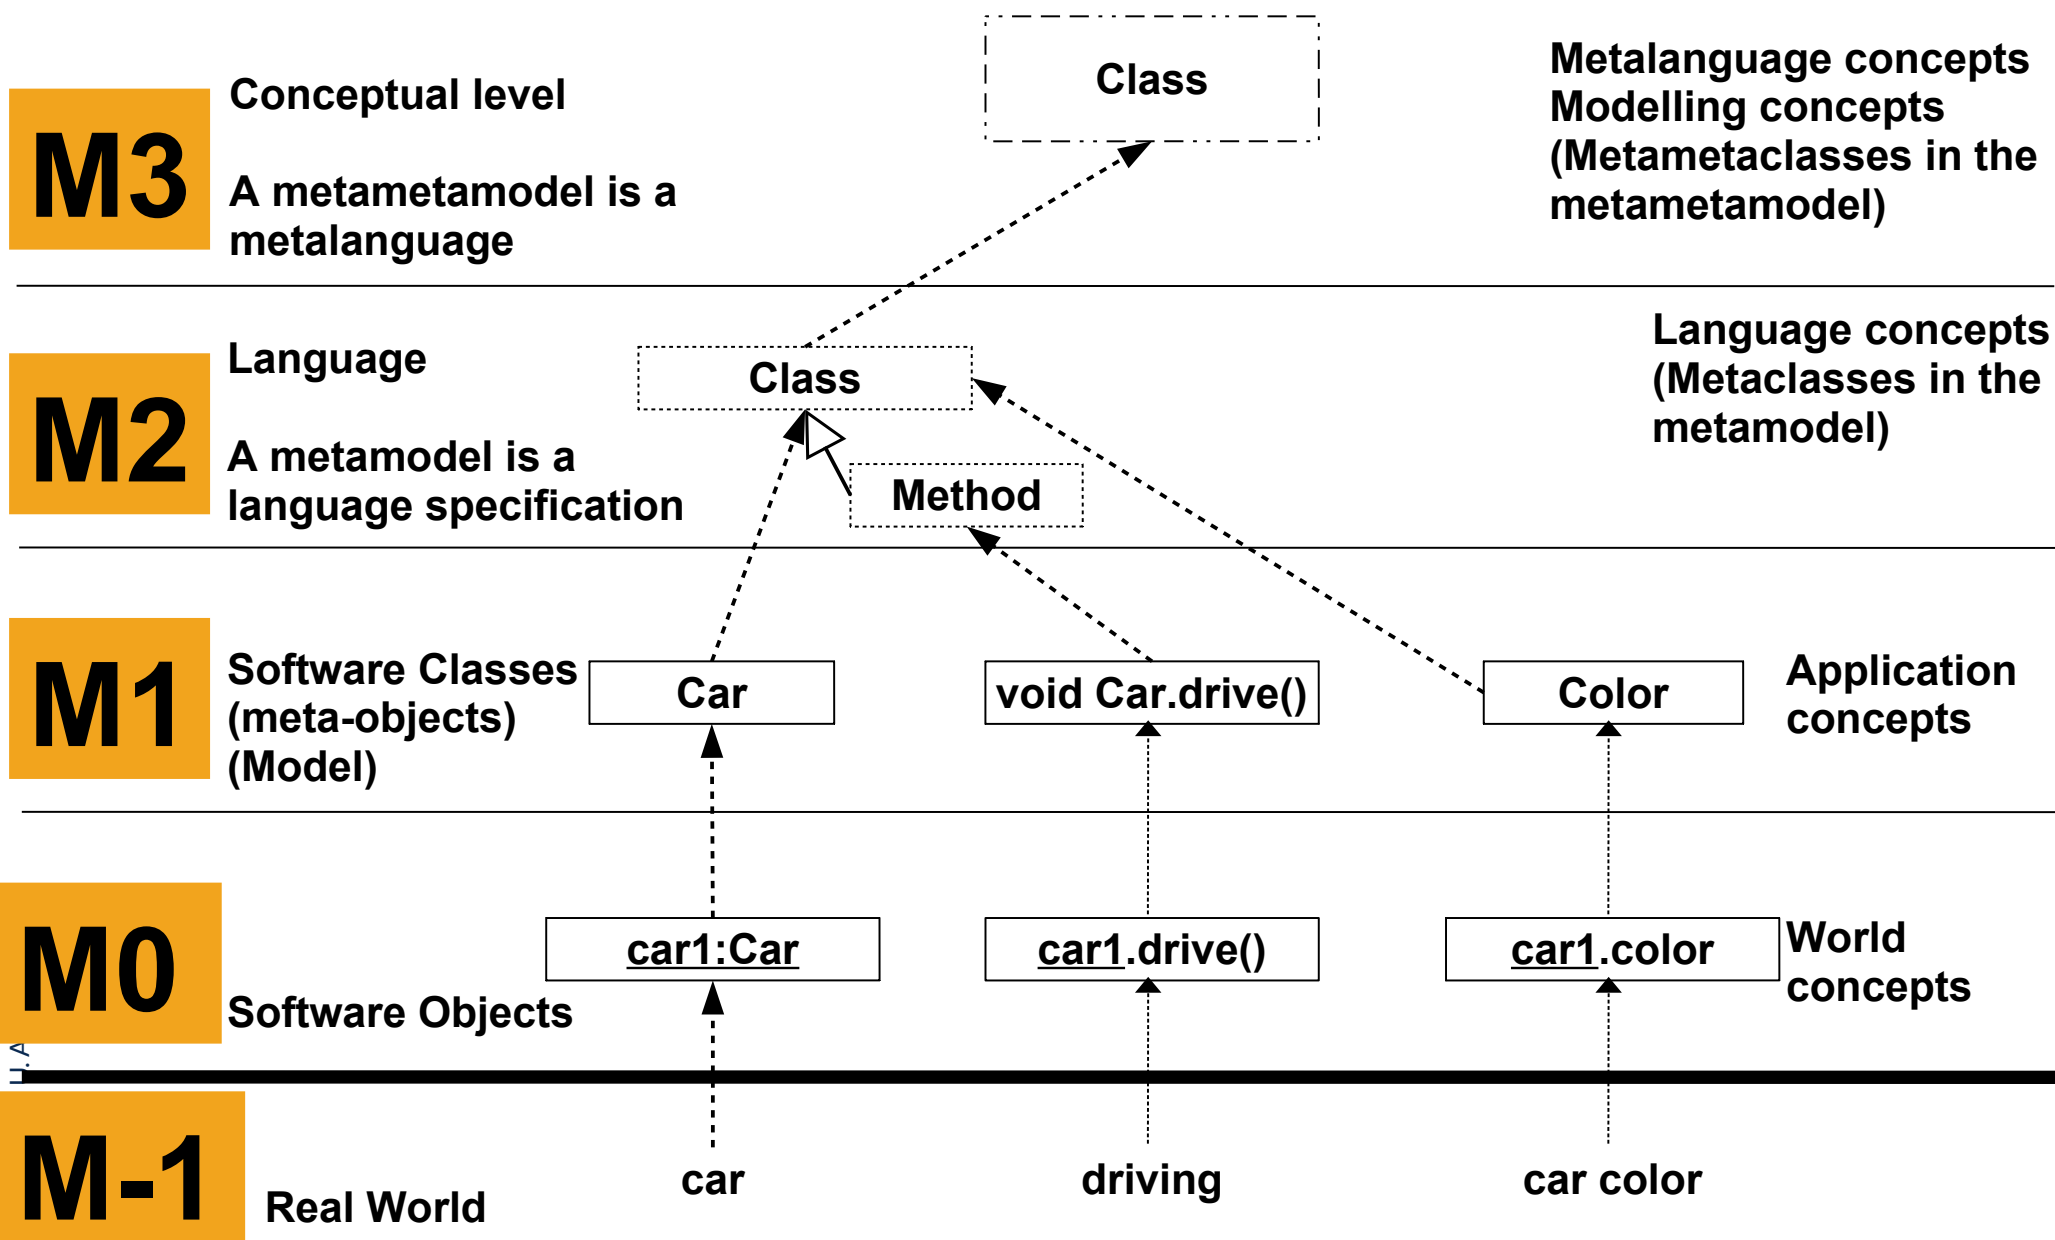 Class
Metalanguage concepts
Modelling concepts
(Metametaclasses in the
metametamodel)
M3
Conceptual level
A metametamodel is a
metalanguage
M2
Language
A metamodel is a
language specification
Class
Method
Language concepts
(Metaclasses in the
metamodel)
M1
Software Classes
(meta-objects)
(Model)
Car
void Car.drive()
Color
Application
concepts
M0
Software Objects
car1:Car
car1.drive()
car1.color
World
concepts
M-1
Real World
car
driving
car color